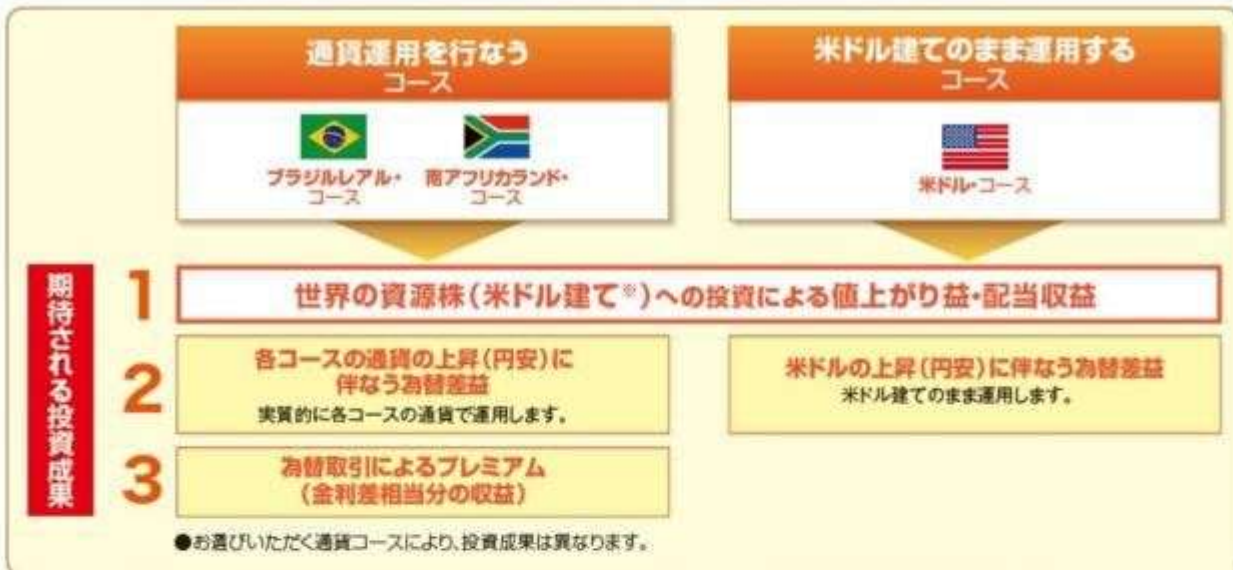 通貨運用を行なう
コース
米ドル建てのまま運用する
コース
ブラジルレアル・
コース
南アフリカランド・
コース
米ドル・コース
期待される投資成果
1
世界の資源株(米ドル建て※)への投資による値上がり益・配当収益
2
各コースの通貨の上昇(円安)に
伴なう為替差益
実質的に各コースの通貨で運用します。
米ドルの上昇(円安)に伴なう為替差益
米ドル建てのまま運用します。
3
為替取引によるプレミアム
(金利差相当分の収益)
●お選びいただく通貨コースにより、投資成果は異なります。